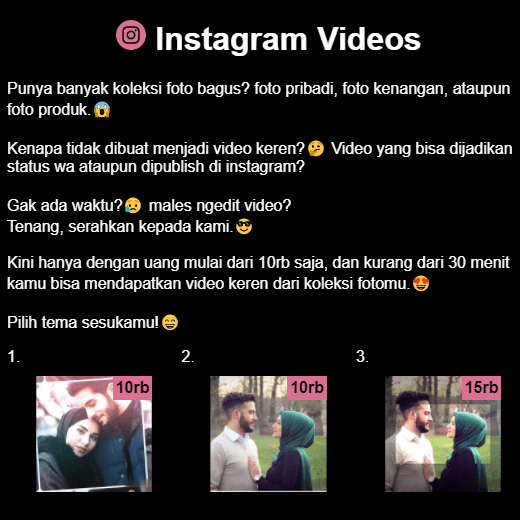 Instagram Videos
Punya banyak koleksi foto bagus? foto pribadi, foto kenangan, ataupun
foto produk.😱
Kenapa tidak dibuat menjadi video keren?🤔 Video yang bisa dijadikan
status wa ataupun dipublish di instagram?
Gak ada waktu?😥 males ngedit video?
Tenang, serahkan kepada kami.😎
Kini hanya dengan uang mulai dari 10rb saja, dan kurang dari 30 menit
kamu bisa mendapatkan video keren dari koleksi fotomu.😍
Pilih tema sesukamu!😄
1. 2. 3.
10rb 10rb 15rb